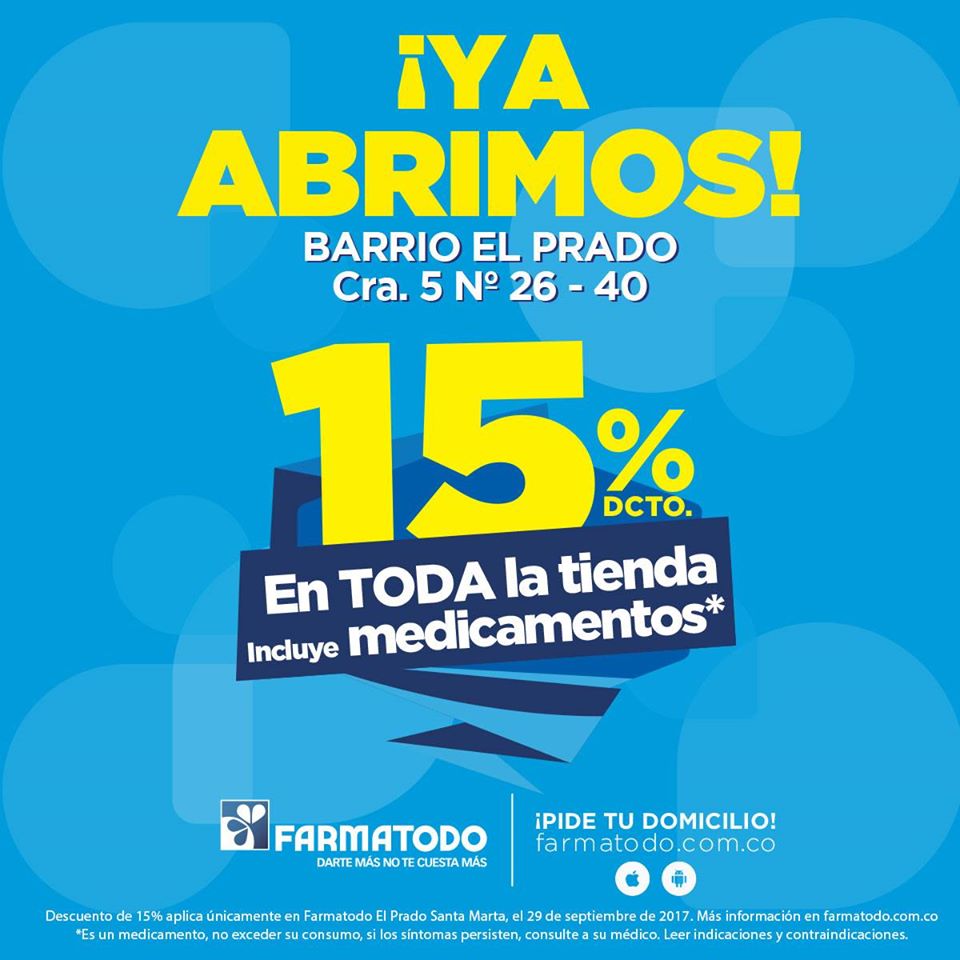 ¡YA
ABRIMOS!
BARRIO EL PRADO
Cra. 5 Nº 26 - 40
15%
DCTO.
En TODA la tienda
Incluye medicamentos*
FARMATODO
DARTE MÁS NO TE CUESTA MÁS
¡PIDE TU DOMICILIO!
farmatodo.com.co
Descuento de 15% aplica únicamente en Farmatodo El Prado Santa Marta, el 29 de septiembre de 2017. Más información en farmatodo.com.co
*Es un medicamento, no exceder su consumo, si los síntomas persisten, consulte a su médico. Leer indicaciones y contraindicaciones.